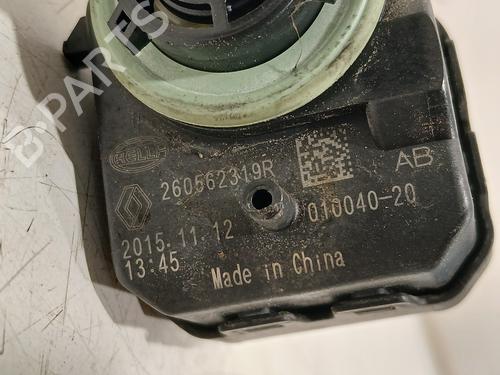 B-PARTS
HELLA
260562319R
AB
010040-20
2015.11.12
13:45
Made in China